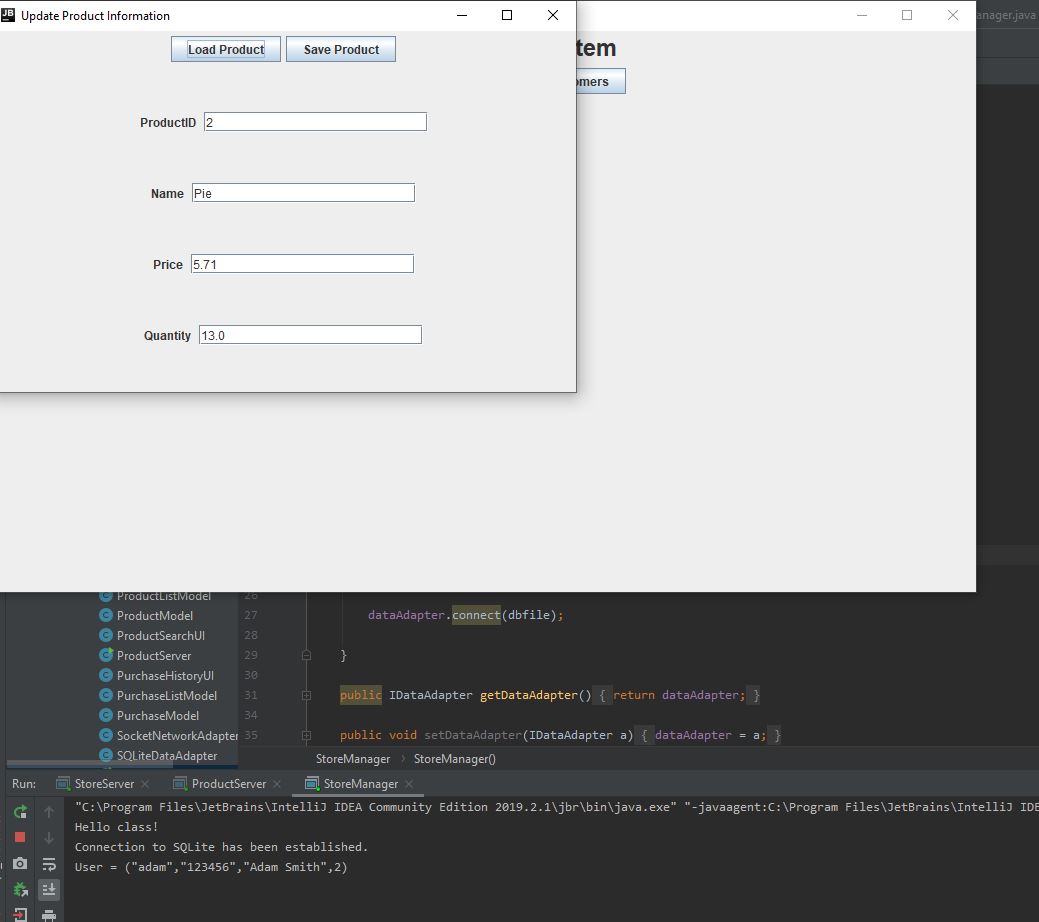 JB Update Product Information
anager.java
Load Product Save Product
tem
omers
ProductID 2
Name Pie
Price 5.71
Quantity 13.0
ProductListModel 26
ProductModel 27 dataAdapter.connect(dbfile);
ProductSearchUI 28
ProductServer 29 }
PurchaseHistoryUI 30
PurchaseListModel 31 public IDataAdapter getDataAdapter() { return dataAdapter; }
PurchaseModel 34
SocketNetworkAdapter 35 public void setDataAdapter(IDataAdapter a) { dataAdapter = a; }
SQLiteDataAdapter
StoreManager › StoreManager()
Run: StoreServer × ProductServer × StoreManager ×
"C:\Program Files\JetBrains\IntelliJ IDEA Community Edition 2019.2.1\jbr\bin\java.exe" "-javaagent:C:\Program Files\JetBrains\IntelliJ IDE
Hello class!
Connection to SQLite has been established.
User = ("adam","123456","Adam Smith",2)